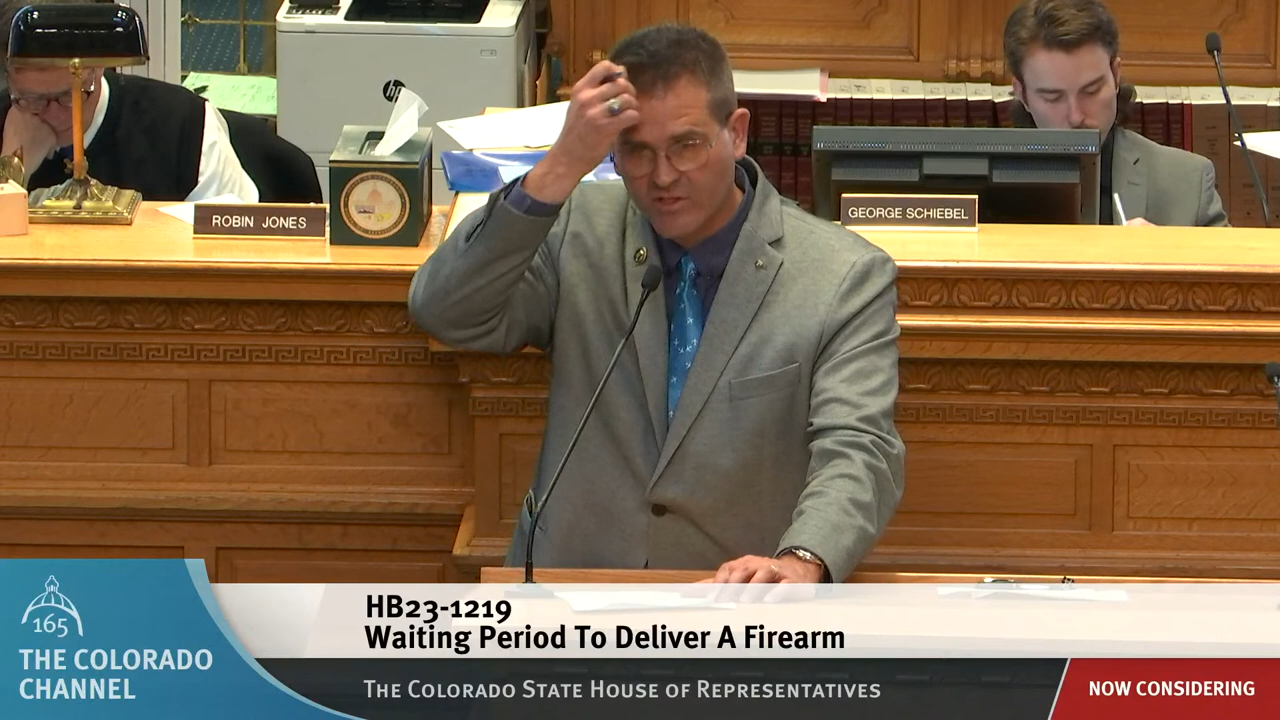 hp
ROBIN JONES
GEORGE SCHIEBEL
HB23-1219
Waiting Period To Deliver A Firearm
165
THE COLORADO
CHANNEL
THE COLORADO STATE HOUSE OF REPRESENTATIVES
NOW CONSIDERING